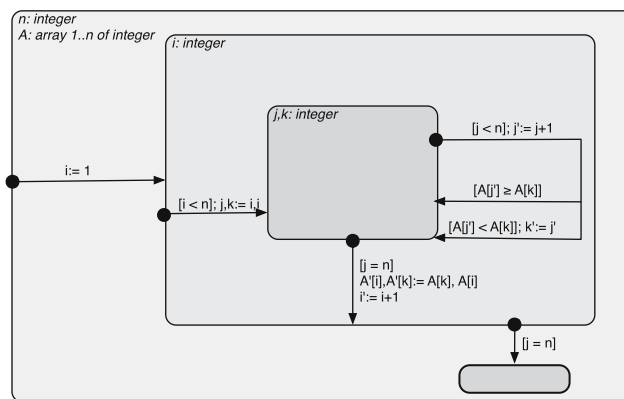 n: integer
A: array 1..n of integer
i: integer
j,k: integer
[j < n]; j':= j+1
i:= 1
[A[j'] ≥ A[k]]
[i < n]; j,k:= i,j
[A[j'] < A[k]]; k':= j'
[j = n]
A'[i],A'[k]:= A[k], A[i]
i':= i+1
[j = n]